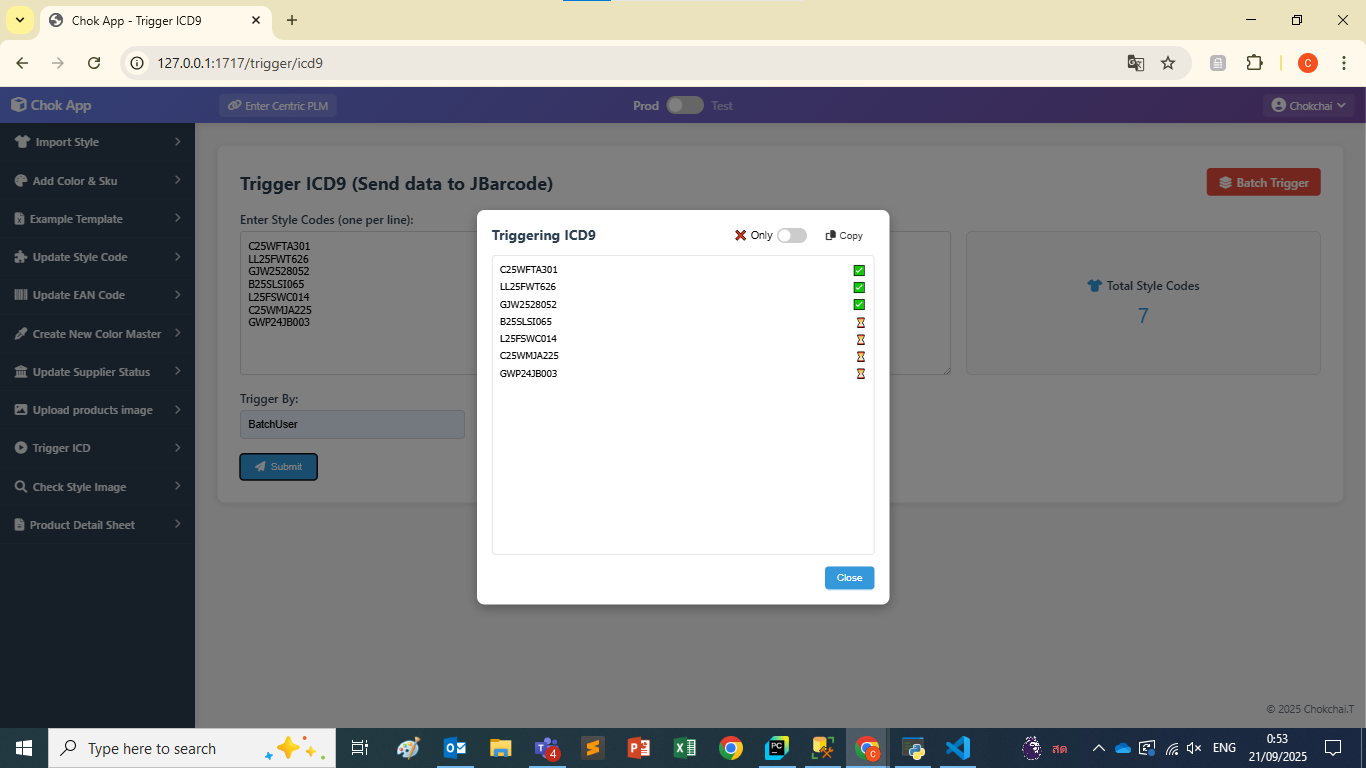 Chok App - Trigger ICD9
127.0.0.1:1717/trigger/icd9
C
Chok App
Enter Centric PLM
Prod
Test
Chokchai
Import Style
Add Color & Sku
Example Template
Update Style Code
Update EAN Code
Create New Color Master
Update Supplier Status
Upload products image
Trigger ICD
Check Style Image
Product Detail Sheet
Trigger ICD9 (Send data to JBarcode)
Batch Trigger
Enter Style Codes (one per line):
C25WFTA301
LL25FWT626
GJW2528052
B25SLSI065
L25FSWC014
C25WMJA225
GWP24JB003
Total Style Codes
7
Trigger By:
BatchUser
Submit
Triggering ICD9
Only
Copy
C25WFTA301
LL25FWT626
GJW2528052
B25SLSI065
L25FSWC014
C25WMJA225
GWP24JB003
Close
© 2025 Chokchai.T
Type here to search
4
PC
C
สด
ENG
0:53
21/09/2025